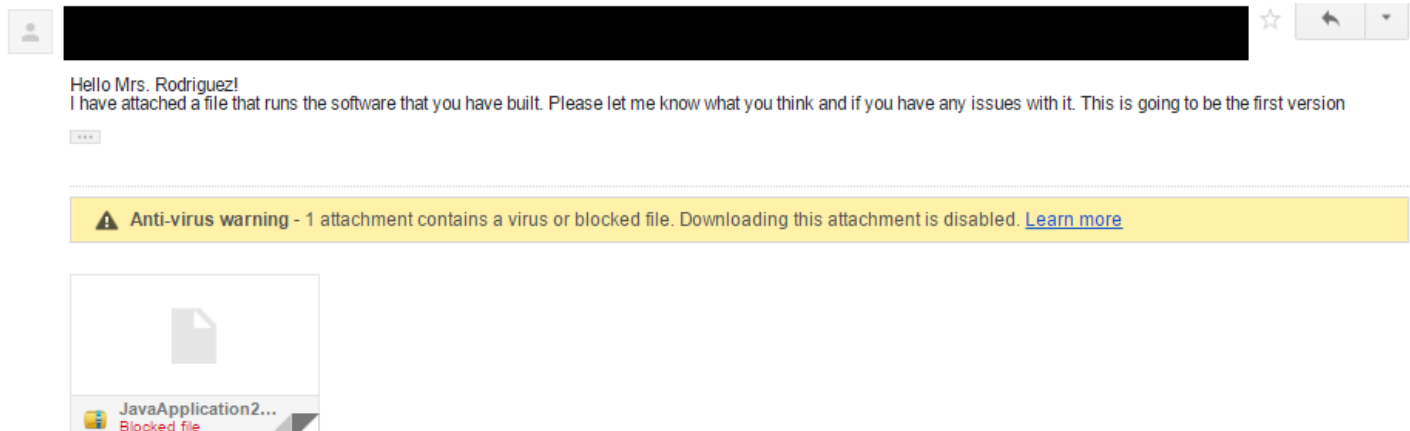 Hello Mrs. Rodriguez!
I have attached a file that runs the software that you have built. Please let me know what you think and if you have any issues with it. This is going to be the first version
Anti-virus warning - 1 attachment contains a virus or blocked file. Downloading this attachment is disabled. Learn more
JavaApplication2...
Blocked file